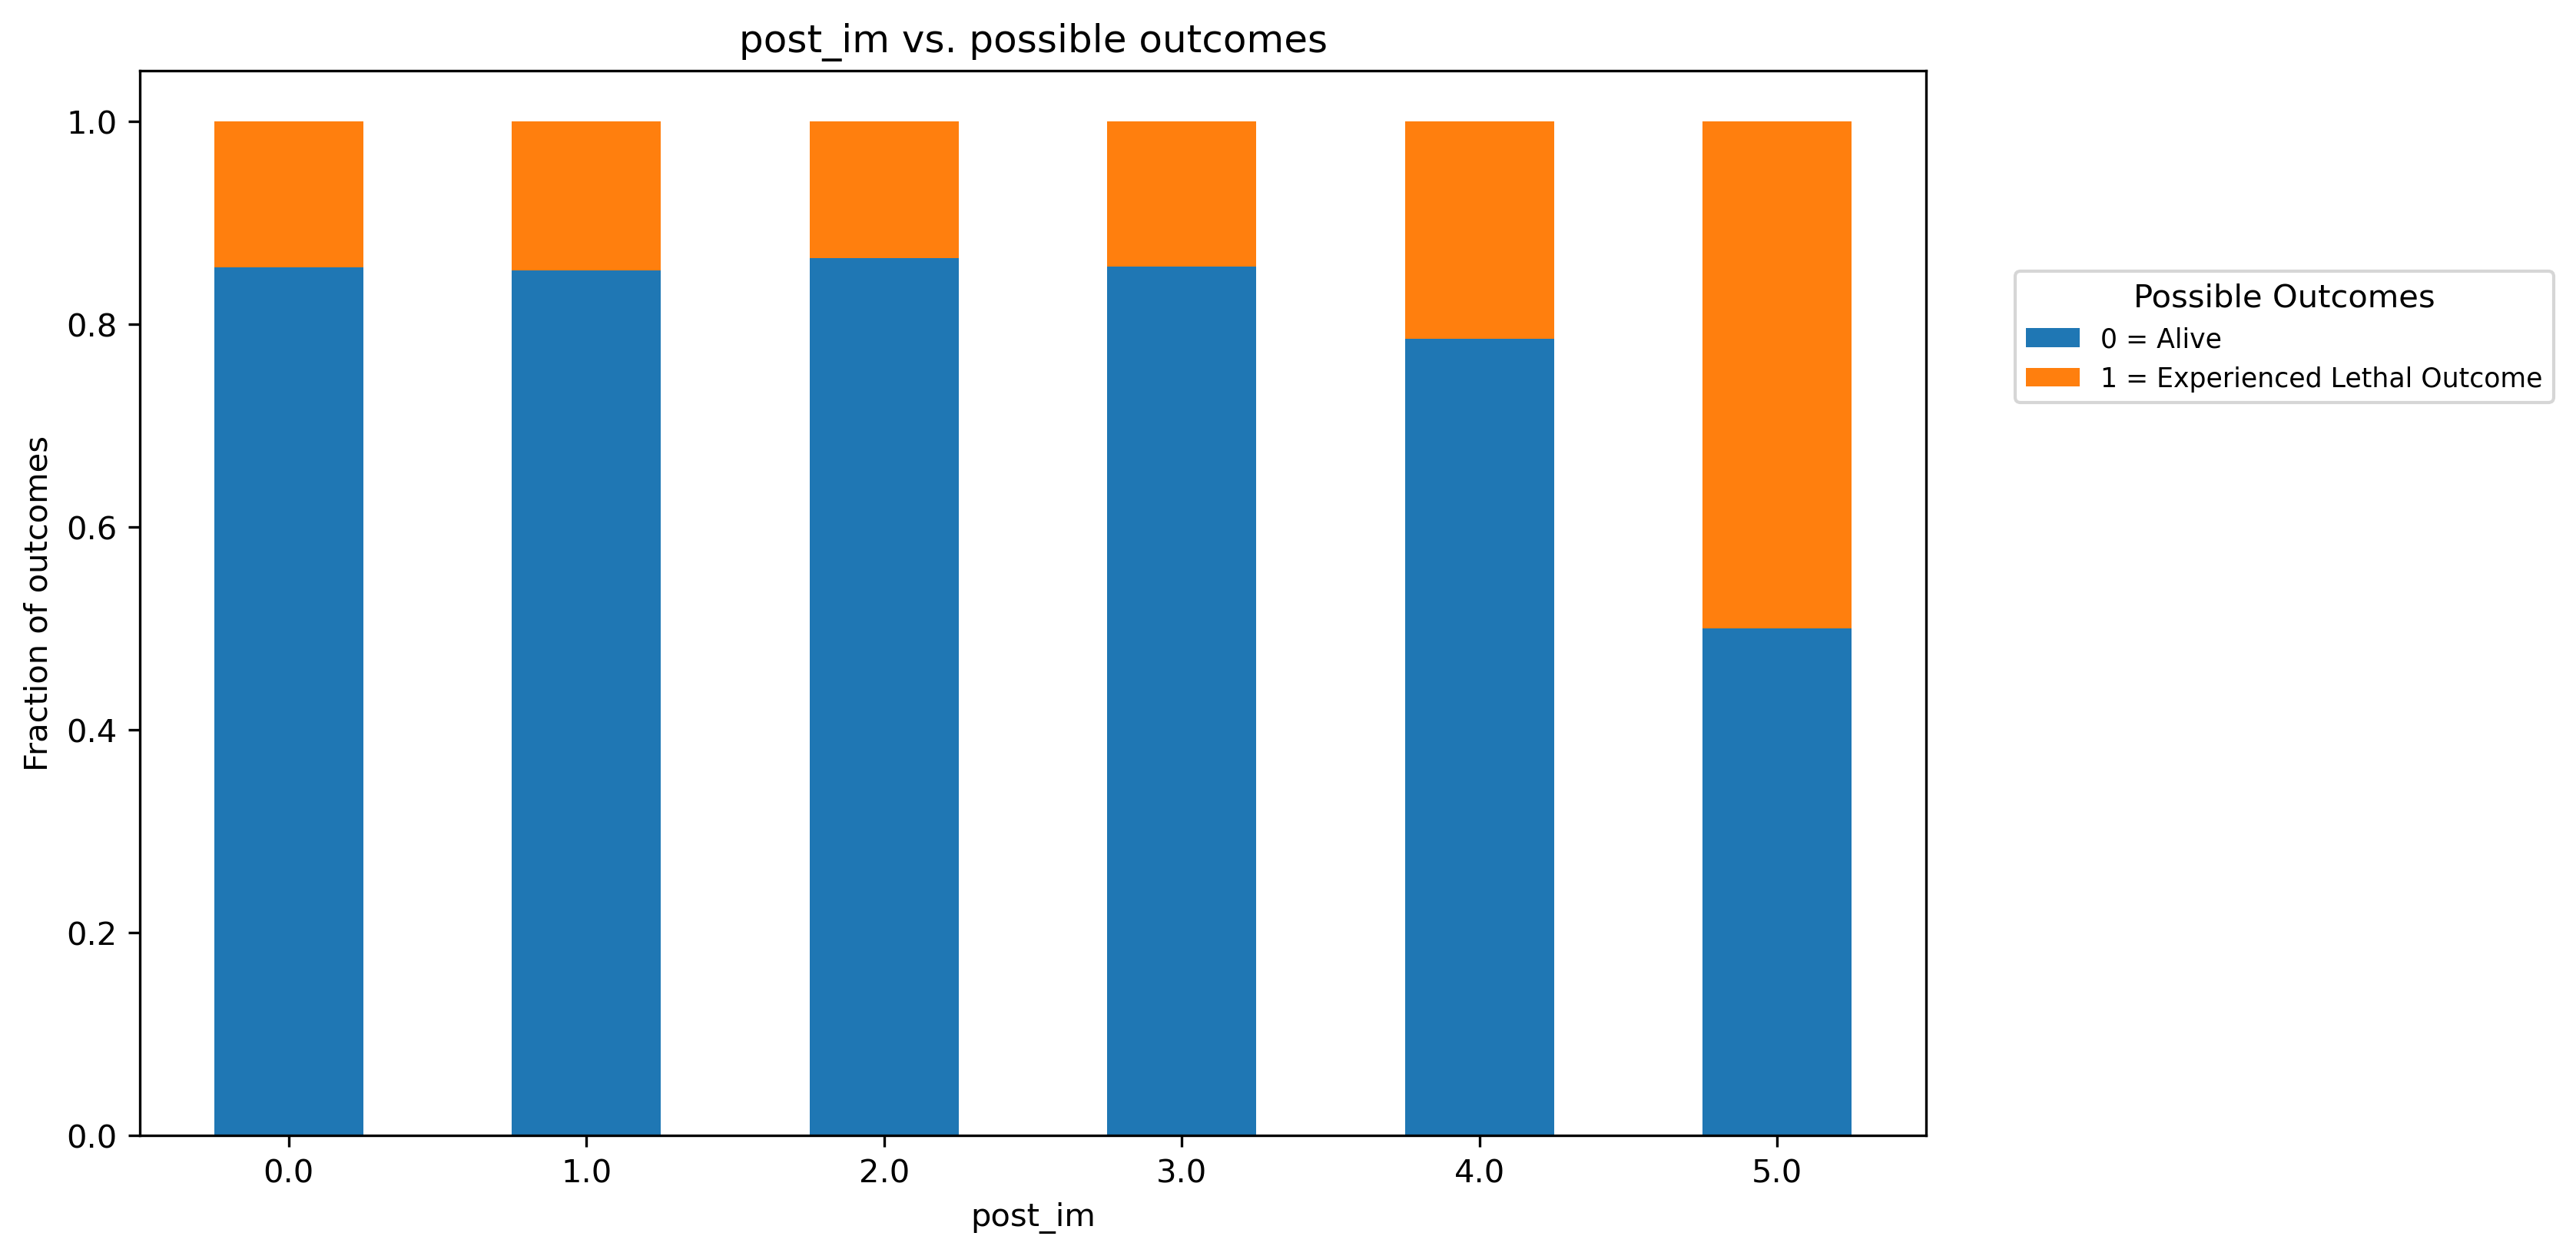 post_im vs. possible outcomes
1.0
0.8
0.6
0.4
0.2
0.0
Fraction of outcomes
0.0 1.0 2.0 3.0 4.0 5.0
post_im
Possible Outcomes
0 = Alive
1 = Experienced Lethal Outcome